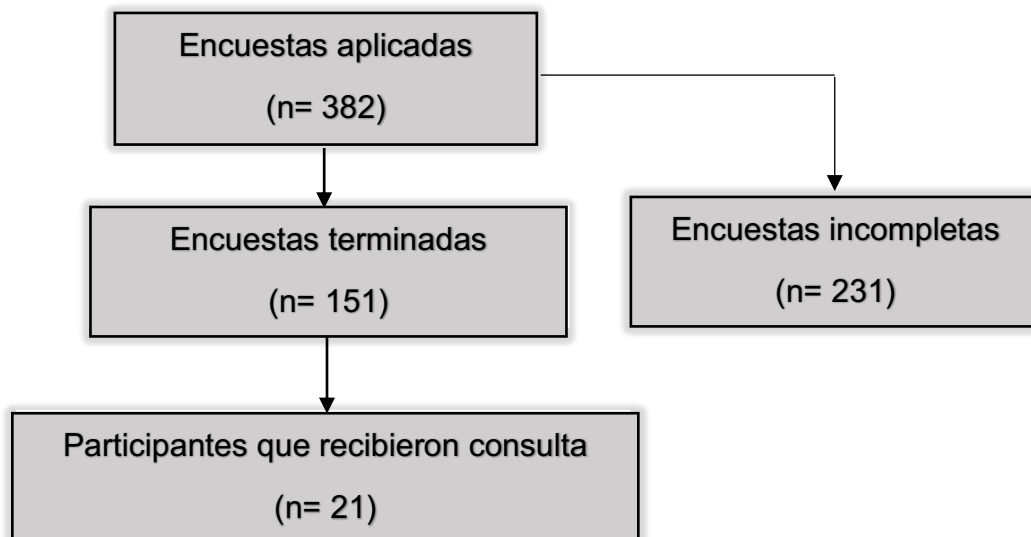 Encuestas aplicadas
(n= 382)
Encuestas terminadas
(n= 151)
Encuestas incompletas
(n= 231)
Participantes que recibieron consulta
(n= 21)